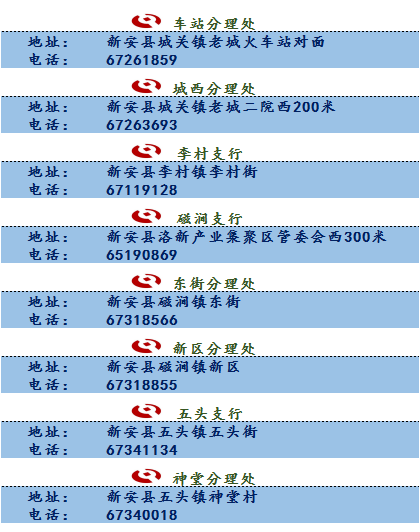 车站分理处
地址： 新安县城关镇老城火车站对面
电话： 67261859
城西分理处
地址： 新安县城关镇老城二院西200米
电话： 67263693
李村支行
地址： 新安县李村镇李村街
电话： 67119128
磁涧支行
地址： 新安县洛新产业集聚区管委会西300米
电话： 65190869
东街分理处
地址： 新安县磁涧镇东街
电话： 67318566
新区分理处
地址： 新安县磁涧镇新区
电话： 67318855
五头支行
地址： 新安县五头镇五头街
电话： 67341134
神堂分理处
地址： 新安县五头镇神堂村
电话： 67340018